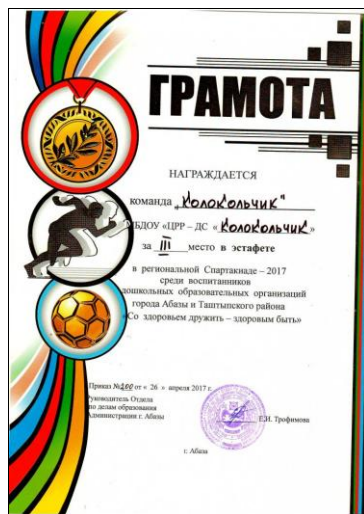 ГРАМОТА
НАГРАЖДАЕТСЯ
команда „Колокольчик"
МБДОУ «ЦРР – ДС « Колокольчик »
за III место в эстафете
в региональной Спартакиаде – 2017
среди воспитанников
дошкольных образовательных организаций
города Абазы и Таштыпского района
«Со здоровьем дружить – здоровым быть»
Приказ №200 от « 26 » апреля 2017 г.
Руководитель Отдела
по делам образования
Администрации г. Абазы
Е.Н. Трофимова
г. Абаза